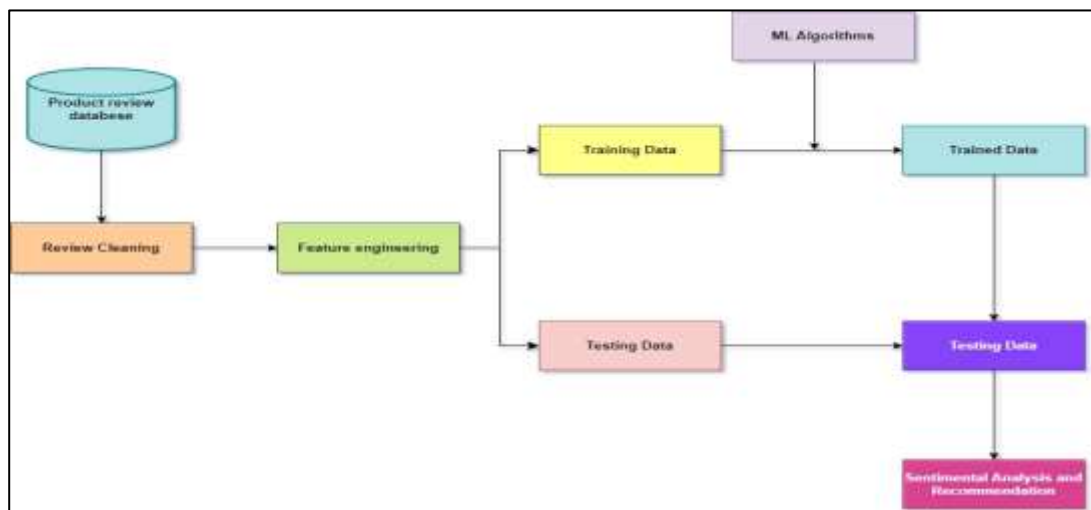 ML Algorithms
Product review
databese
Training Data
Trained Data
Review Cleaning
Feature engineering
Testing Data
Testing Data
Sentimental Analysis and
Recommendation